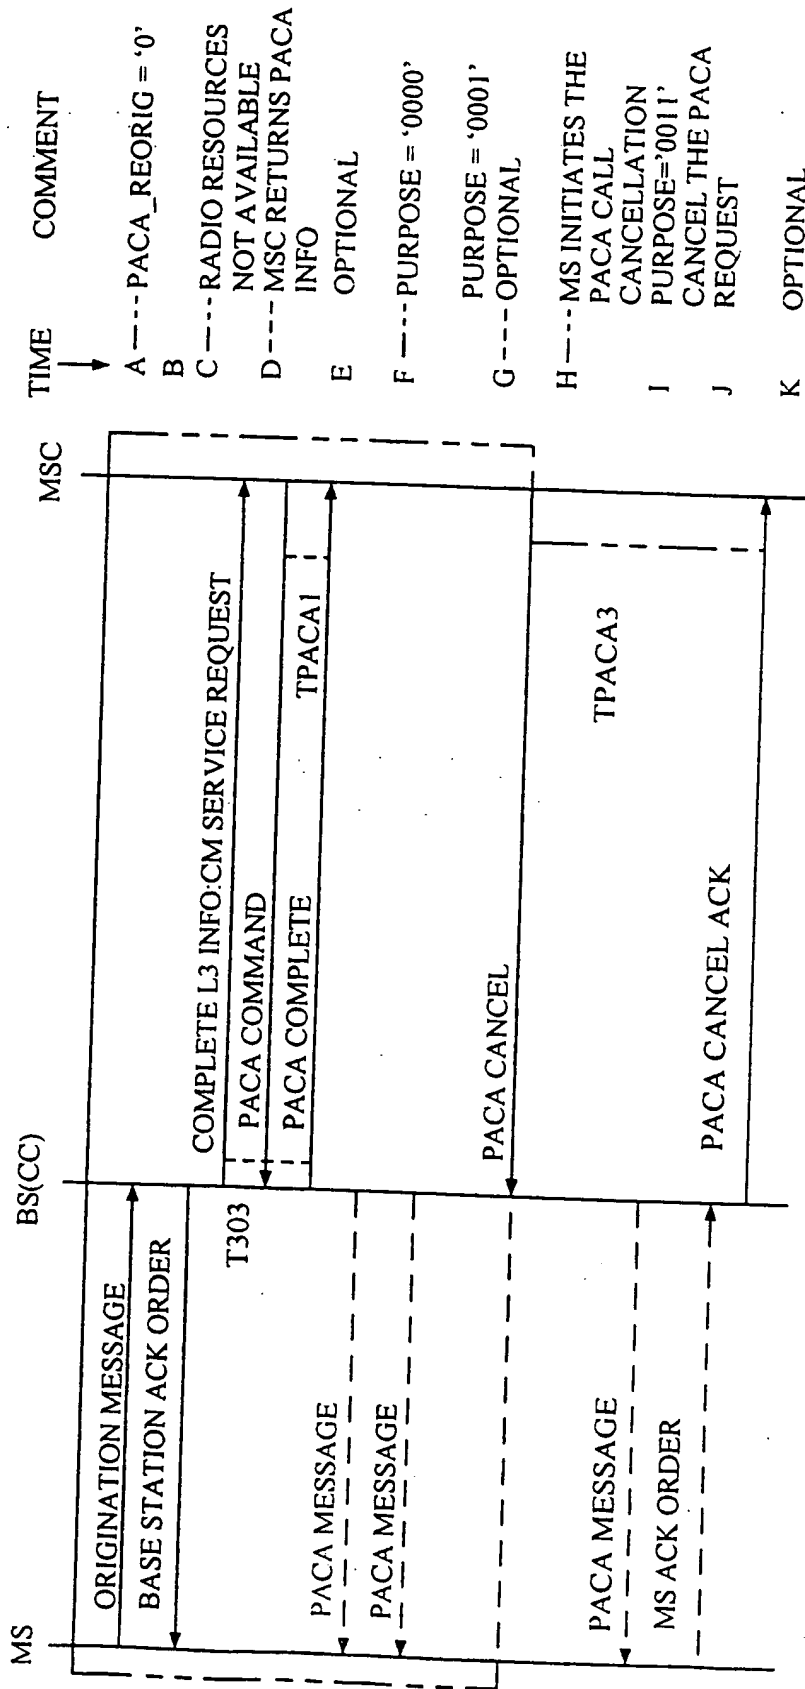 MS
BS(CC)
MSC
TIME
COMMENT
ORIGINATION MESSAGE
A ---- PACA_REORIG = ‘0’
BASE STATION ACK ORDER
B
COMPLETE L3 INFO:CM SERVICE REQUEST
C ---- RADIO RESOURCES
NOT AVAILABLE
T303
PACA COMMAND
D --- MSC RETURNS PACA
INFO
PACA COMPLETE
TPACA1
E OPTIONAL
PACA MESSAGE
F ---- PURPOSE = ‘0000’
PACA MESSAGE
PURPOSE = ‘0001’
G --- OPTIONAL
PACA CANCEL
H ---- MS INITIATES THE
PACA CALL
CANCELLATION
TPACA3
PACA MESSAGE
I PURPOSE=’0011’
CANCEL THE PACA
MS ACK ORDER
J REQUEST
PACA CANCEL ACK
K OPTIONAL